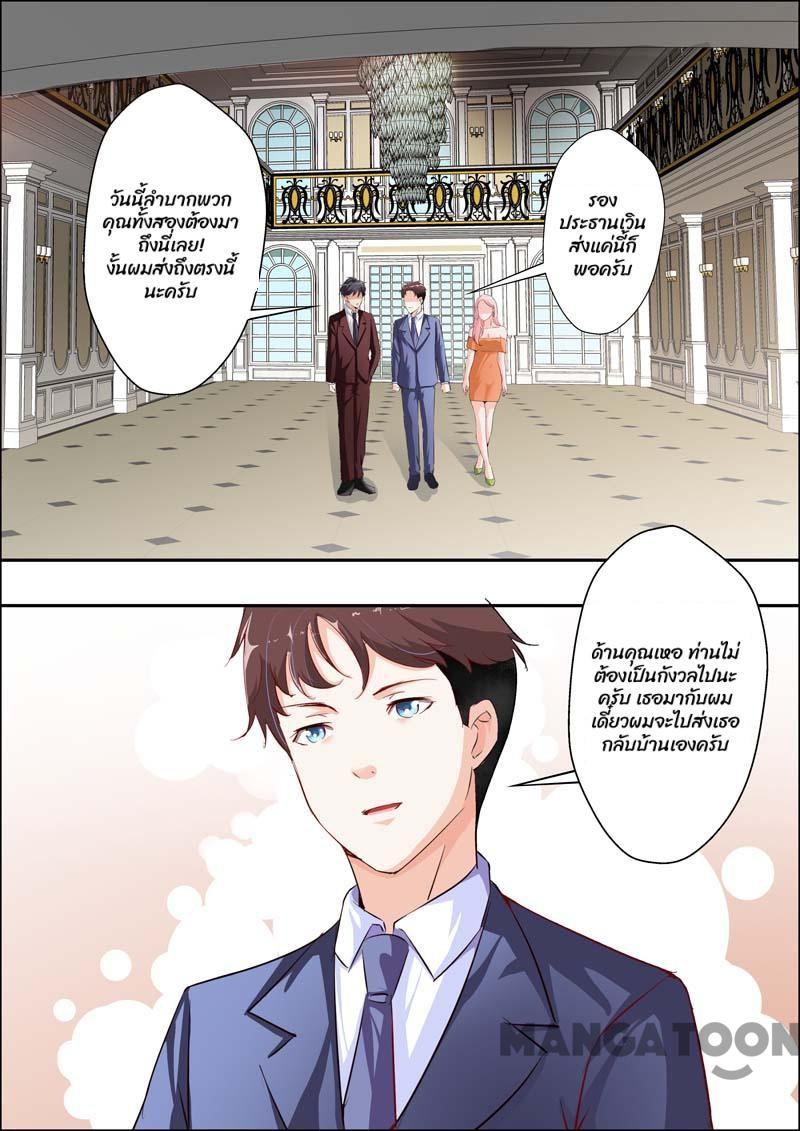 วันนี้ลำบากพวก
คุณทั้งสองต้องมา
ถึงนี่เลย!
งั้นผมส่งถึงตรงนี้
นะครับ
รอง
ประธานเวิน
ส่งแค่นี้ก็
พอครับ
ด้านคุณเหอ ท่านไม่
ต้องเป็นกังวลไปนะ
ครับ เธอมากับผม
เดี๋ยวผมจะไปส่งเธอ
กลับบ้านเองครับ
MANGATOON